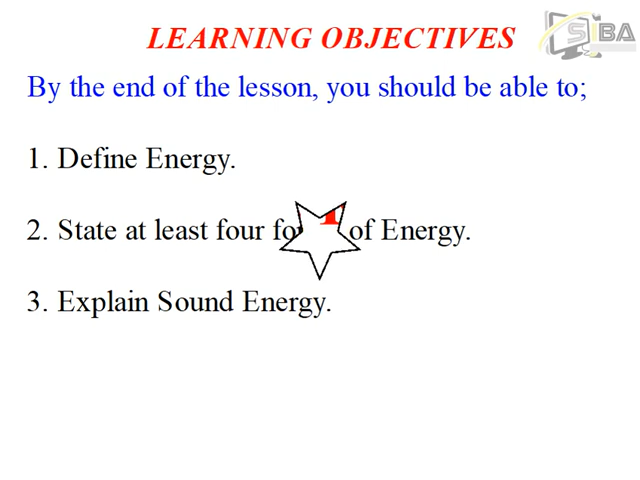 LEARNING OBJECTIVES
SIBA
By the end of the lesson, you should be able to;
1. Define Energy.
2. State at least four of Energy.
3. Explain Sound Energy.